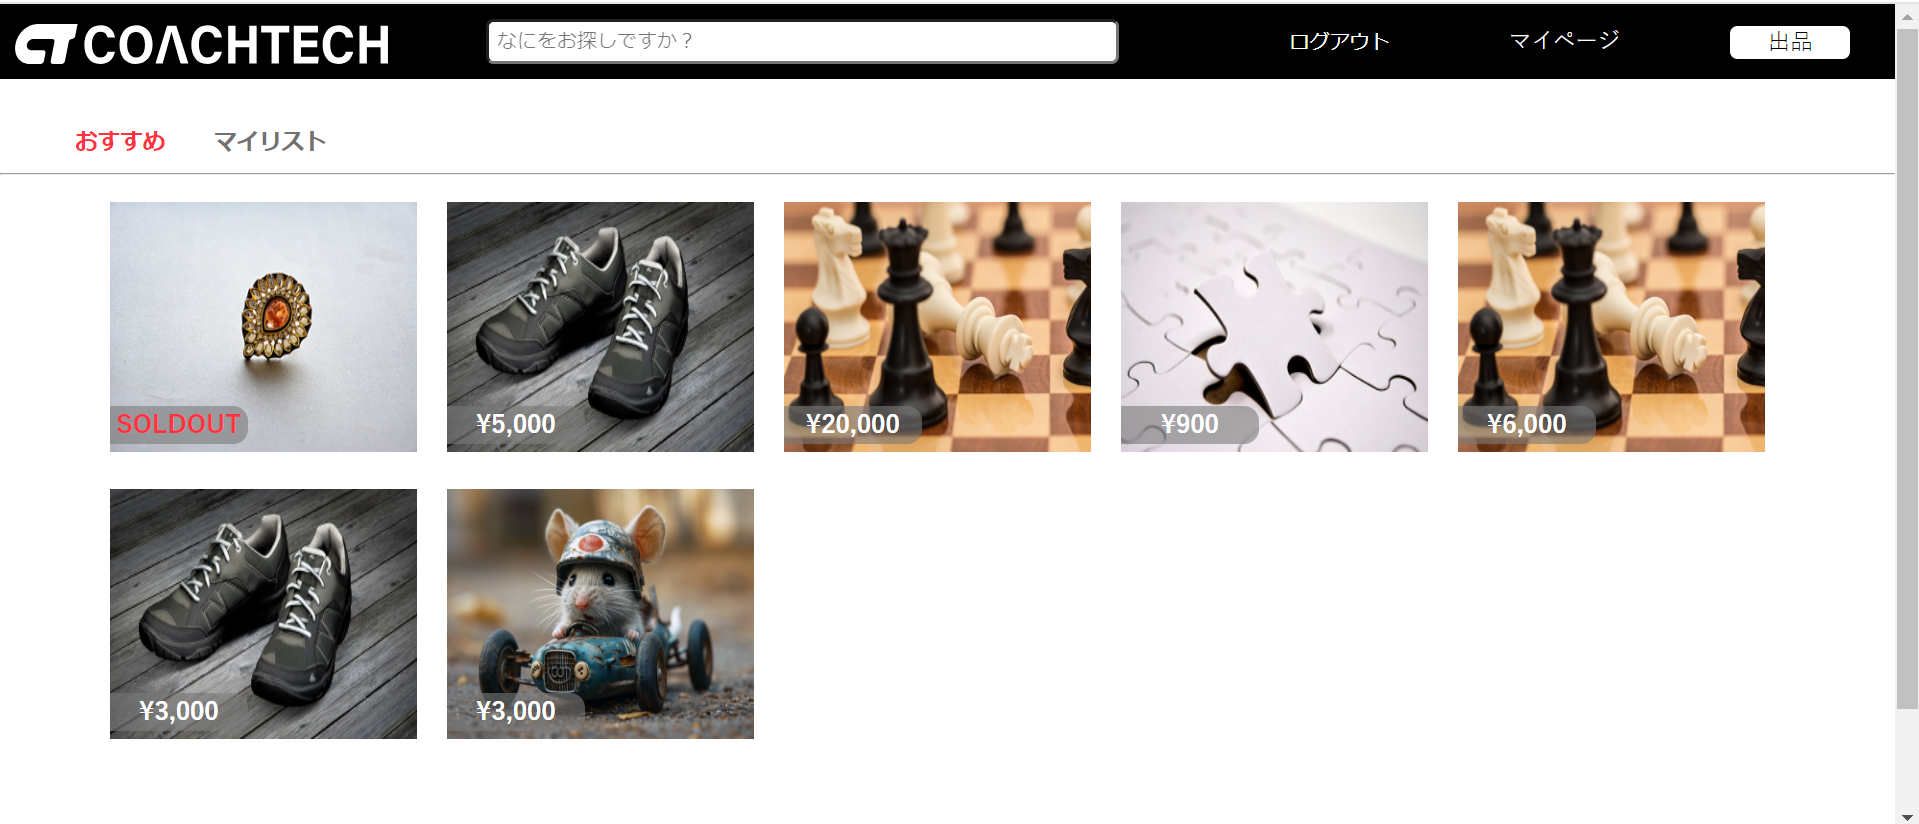 COACHTECH
なにをお探しですか？
ログアウト
マイページ
出品
おすすめ
マイリスト
SOLDOUT
¥5,000
¥20,000
¥900
¥6,000
¥3,000
¥3,000